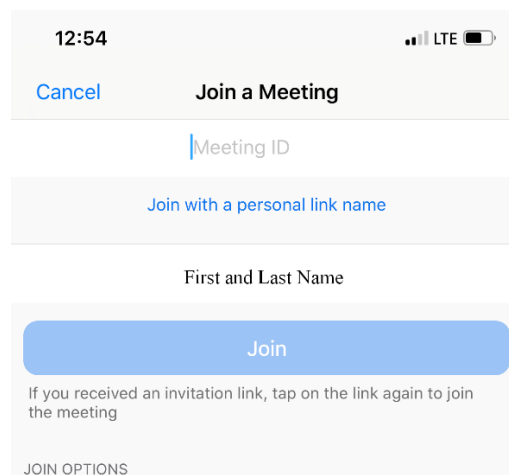 12:54 LTE
Cancel Join a Meeting
Meeting ID
Join with a personal link name
First and Last Name
Join
If you received an invitation link, tap on the link again to join
the meeting
JOIN OPTIONS